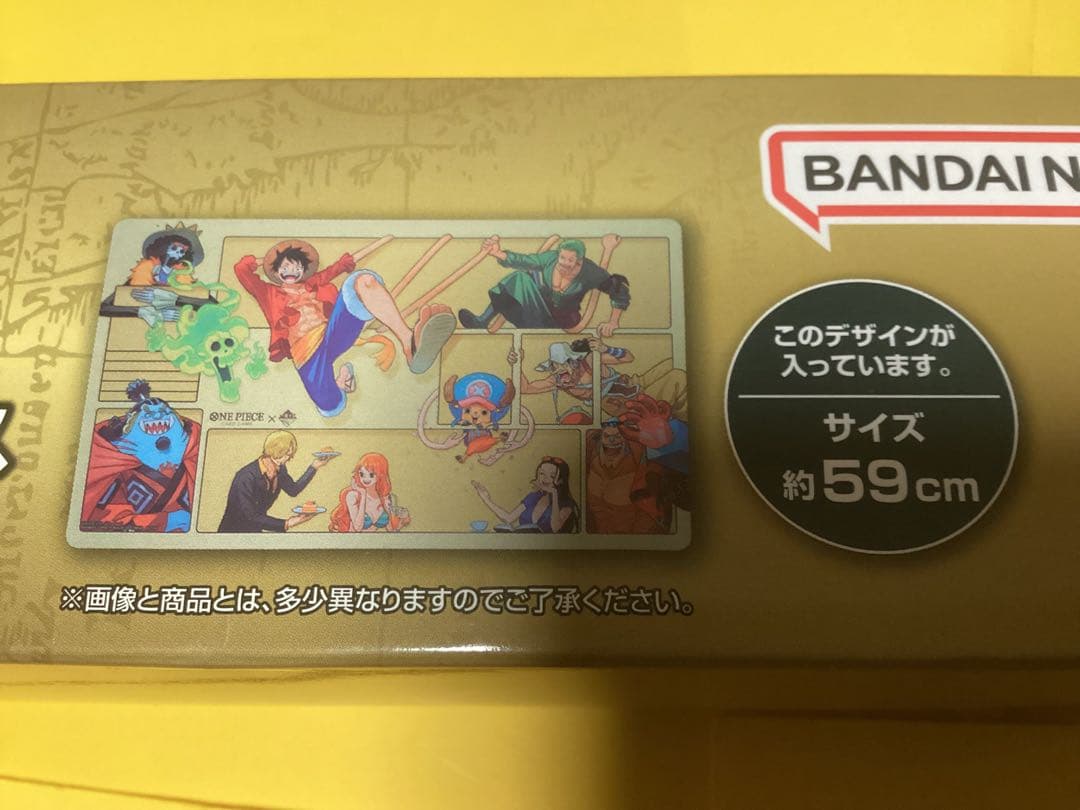 BANDAI N
このデザインが
入っています。
サイズ
約59cm
ONE PIECE ×
CARD GAME
※画像と商品とは、多少異なりますのでご了承ください。